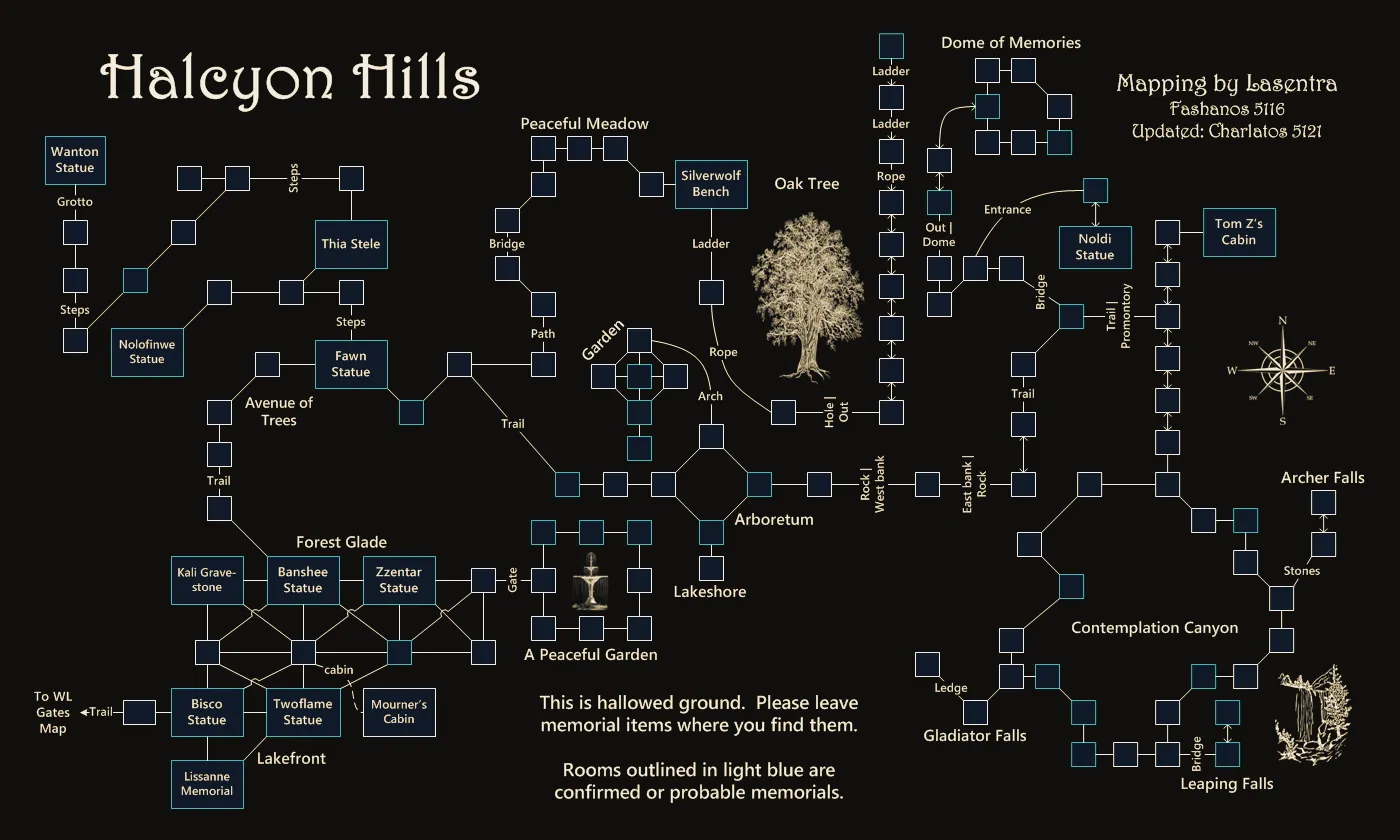 Halcyon Hills
Mapping by Lasentra
Fashanos 5116
Updated: Charlatos 5121
Dome of Memories
Peaceful Meadow
Ladder
Ladder
Rope
Wanton
Statue
Grotto
Steps
Steps
Thia Stele
Nolofinwe
Statue
Steps
Fawn
Statue
Avenue of
Trees
Trail
Silverwolf
Bench
Oak Tree
Bridge
Ladder
Path
Garden
Rope
Arch
Hole |
Out
Trail
Out |
Dome
Entrance
Noldi
Statue
Tom Z's
Cabin
Bridge
Trail |
Promontory
Trail
N
NW
NE
W
E
SW
SE
S
Rock |
West bank
East bank |
Rock
Arboretum
Lakeshore
Archer Falls
Stones
Contemplation Canyon
Forest Glade
Kali Grave-
stone
Banshee
Statue
Zzentar
Statue
Gate
A Peaceful Garden
cabin
To WL
Gates
Map
Trail
Bisco
Statue
Twoflame
Statue
Mourner's
Cabin
Lakefront
Lissanne
Memorial
This is hallowed ground. Please leave
memorial items where you find them.
Rooms outlined in light blue are
confirmed or probable memorials.
Ledge
Gladiator Falls
Bridge
Leaping Falls